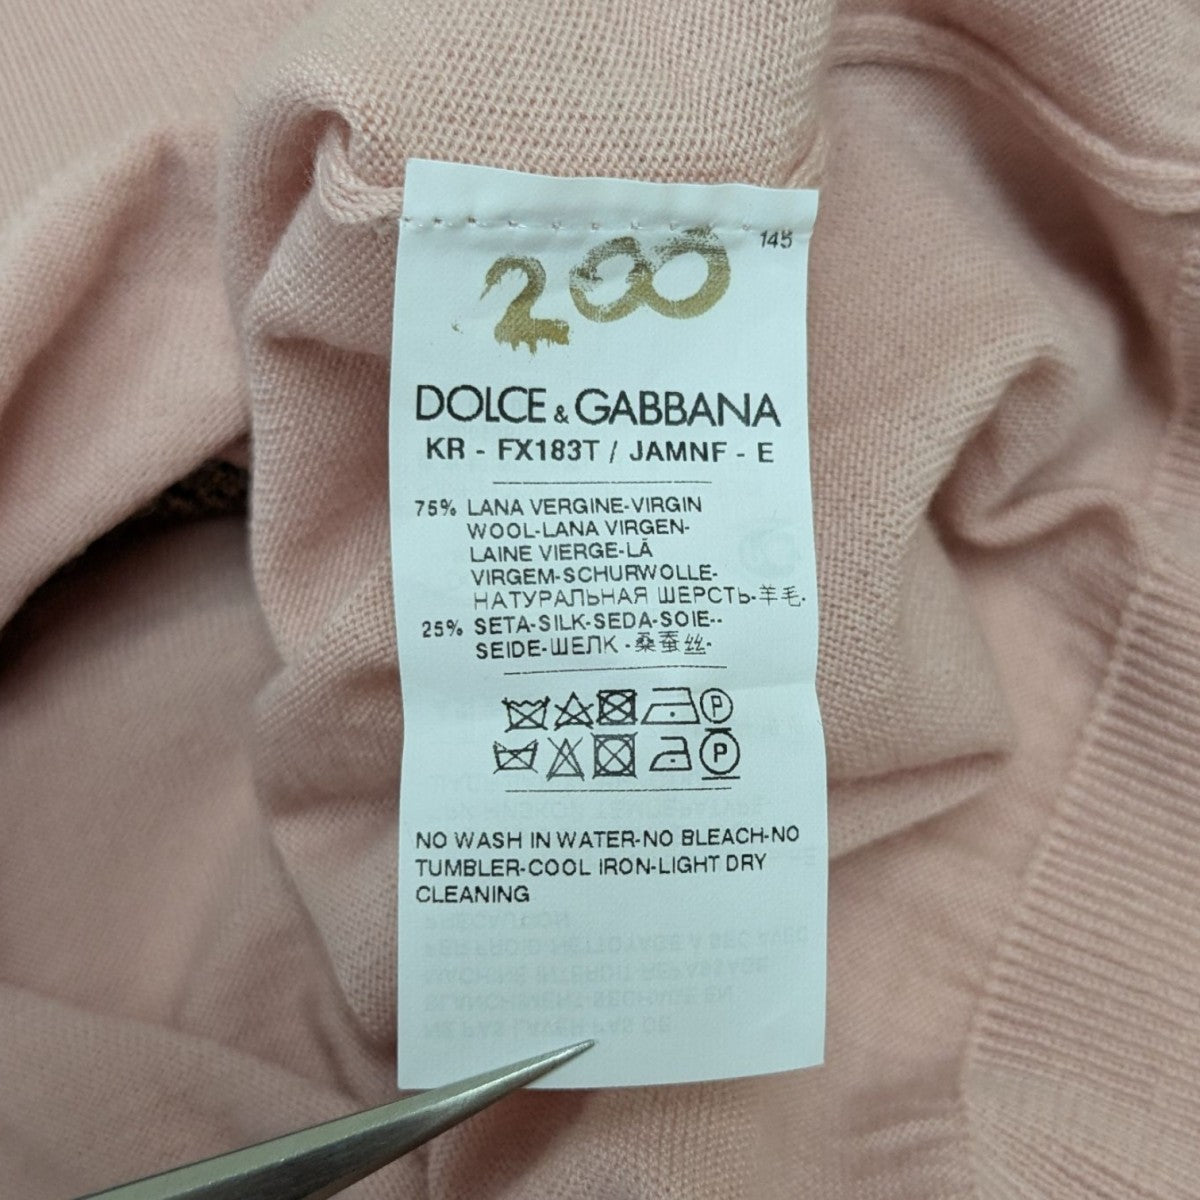 145
200
DOLCE & GABBANA
KR - FX183T / JAMNF - E
75% LANA VERGINE-VIRGIN
WOOL-LANA VIRGEN-
LAINE VIERGE-LÃ
VIRGEM-SCHURWOLLE-
НАТУРАЛЬНАЯ ШЕРСТЬ-羊毛-
25% SETA-SILK-SEDA-SOIE--
SEIDE-ШЕЛК-桑蚕丝-
P
P
NO WASH IN WATER-NO BLEACH-NO
TUMBLER-COOL IRON-LIGHT DRY
CLEANING